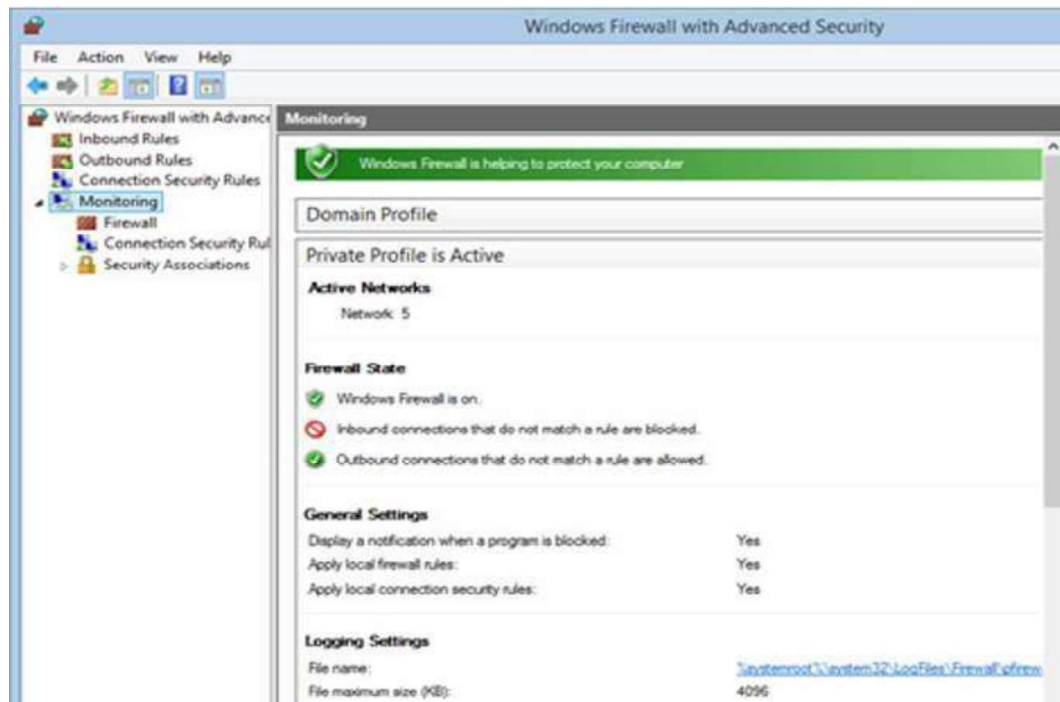 Windows Firewall with Advanced Security
File Action View Help
Windows Firewall with Advance
Inbound Rules
Outbound Rules
Connection Security Rules
Monitoring
Firewall
Connection Security Rul
Security Associations
Monitoring
Windows Firewall is helping to protect your computer
Domain Profile
Private Profile is Active
Active Networks
Network 5
Firewall State
Windows Firewall is on.
Inbound connections that do not match a rule are blocked.
Outbound connections that do not match a rule are allowed.
General Settings
Display a notification when a program is blocked: Yes
Apply local firewall rules: Yes
Apply local connection security rules: Yes
Logging Settings
File name: %systemroot%\system32\LogFiles\Firewall\pfirew
File maximum size (KB): 4096